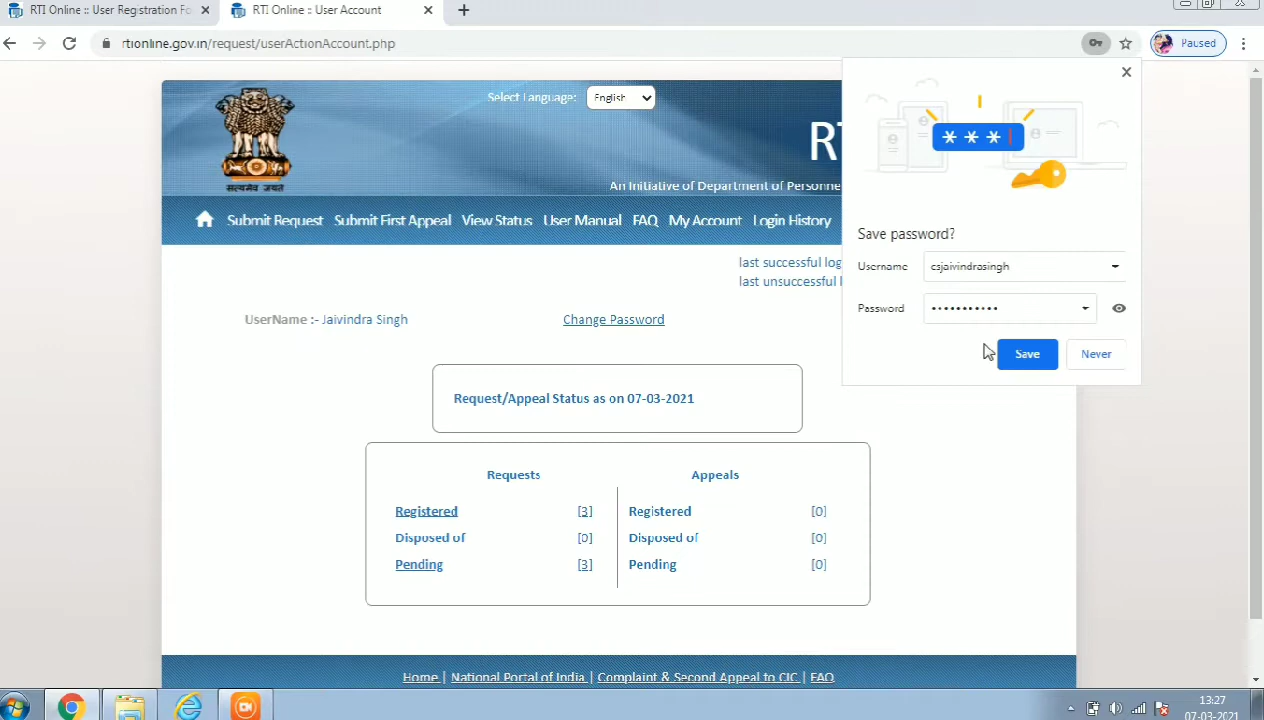 RTI Online :: User Registration Fo
RTI Online :: User Account
rtionline.gov.in/request/userActionAccount.php
Paused
Select Language:
English
RT
An Initiative of Department of Personne
सत्यमेव जयते
Submit Request
Submit First Appeal
View Status
User Manual
FAQ
My Account
Login History
last successful log
last unsuccessful l
UserName :- Jaivindra Singh
Change Password
Save password?
Username
csjaivindrasingh
Password
•••••••••••
Save
Never
Request/Appeal Status as on 07-03-2021
Requests
Appeals
Registered [3]
Registered [0]
Disposed of [0]
Disposed of [0]
Pending [3]
Pending [0]
Home | National Portal of India | Complaint & Second Appeal to CIC | FAQ
13:27
07-03-2021